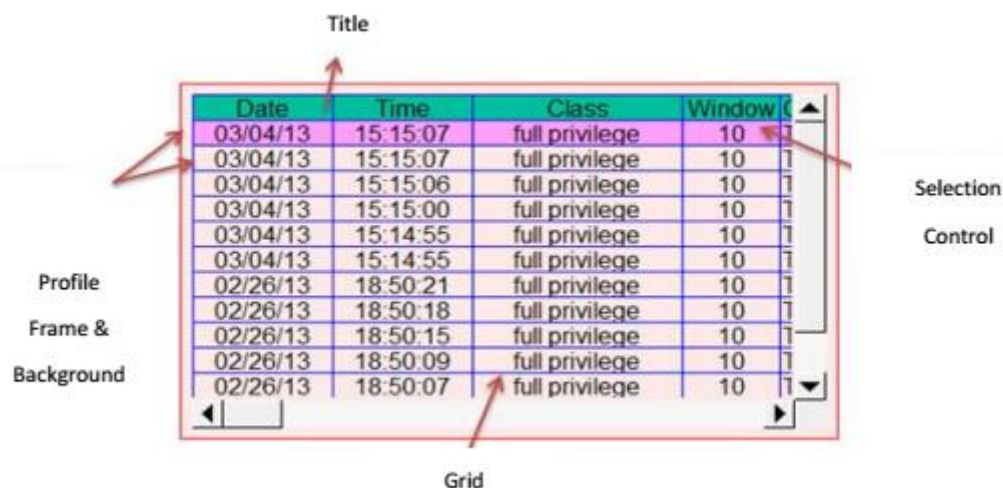 Title
Date Time Class Window
03/04/13 15:15:07 full privilege 10 T
03/04/13 15:15:07 full privilege 10 T
03/04/13 15:15:06 full privilege 10 T
03/04/13 15:15:00 full privilege 10 T
03/04/13 15:14:55 full privilege 10 T
03/04/13 15:14:55 full privilege 10 T
02/26/13 18:50:21 full privilege 10 T
02/26/13 18:50:18 full privilege 10 T
02/26/13 18:50:15 full privilege 10 T
02/26/13 18:50:09 full privilege 10 T
02/26/13 18:50:07 full privilege 10 T
Selection
Control
Profile
Frame &
Background
Grid